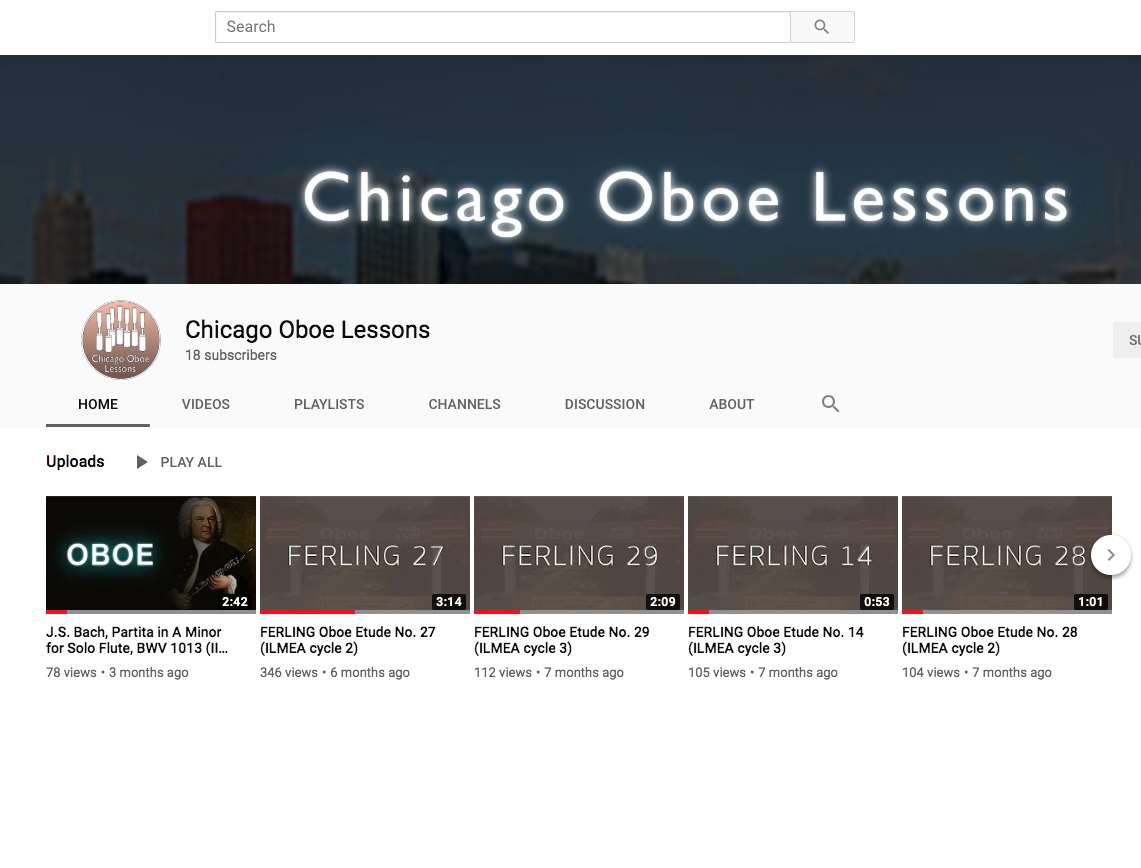 Search
Chicago Oboe Lessons
Chicago Oboe
Lessons
Chicago Oboe Lessons
18 subscribers
SU
HOME VIDEOS PLAYLISTS CHANNELS DISCUSSION ABOUT
Uploads PLAY ALL
OBOE
2:42
FERLING 27
3:14
FERLING 29
2:09
FERLING 14
0:53
FERLING 28
1:01
J.S. Bach, Partita in A Minor
for Solo Flute, BWV 1013 (II...
78 views • 3 months ago
FERLING Oboe Etude No. 27
(ILMEA cycle 2)
346 views • 6 months ago
FERLING Oboe Etude No. 29
(ILMEA cycle 3)
112 views • 7 months ago
FERLING Oboe Etude No. 14
(ILMEA cycle 3)
105 views • 7 months ago
FERLING Oboe Etude No. 28
(ILMEA cycle 2)
104 views • 7 months ago